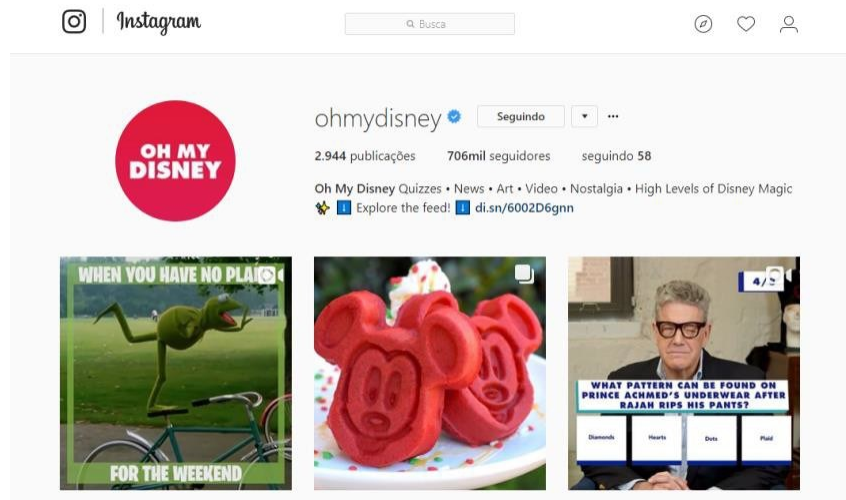 Instagram
Busca
ohmydisney Seguindo
2.944 publicações 706mil seguidores seguindo 58
Oh My Disney Quizzes • News • Art • Video • Nostalgia • High Levels of Disney Magic
✨ ⬇ Explore the feed! ⬇ di.sn/6002D6gnn
OH MY
DISNEY
WHEN YOU HAVE NO
FOR THE WEEKEND
WHAT PATTERN CAN BE FOUND ON
PRINCE ACHMED'S UNDERWEAR AFTER
RAJAH RIPS HIS PANTS?
Diamonds Hearts Dots Plaid